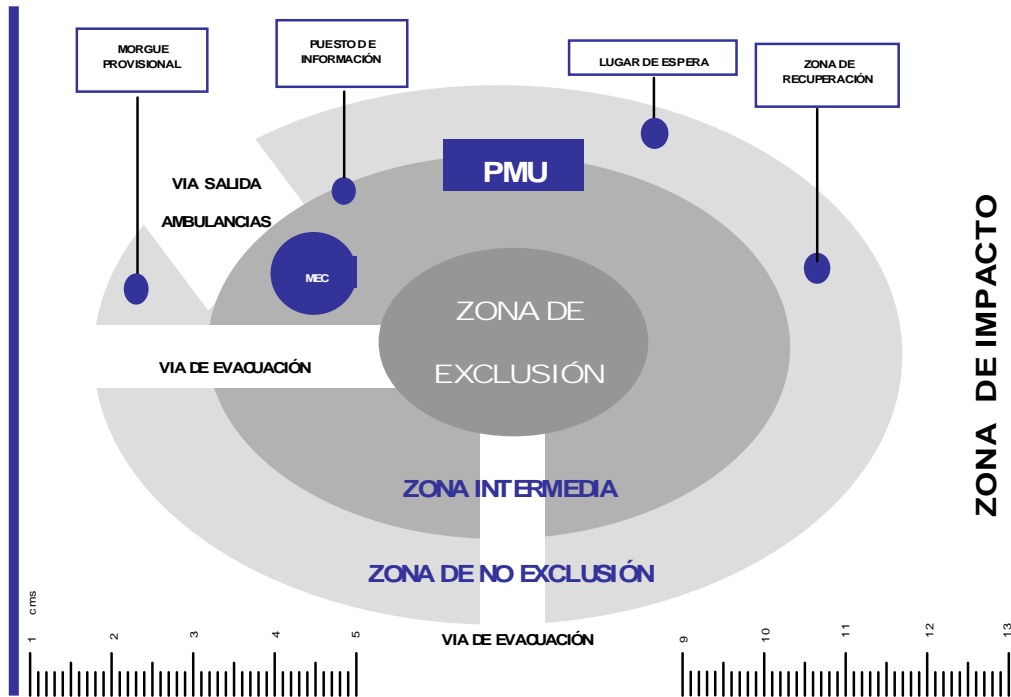 MORGUE
PROVISIONAL
PUESTO DE
INFORMACIÓN
LUGAR DE ESPERA
ZONA DE
RECUPERACIÓN
PMU
VIA SALIDA
AMBULANCIAS
MEC
ZONA DE
EXCLUSIÓN
VIA DE EVACUACIÓN
ZONA INTERMEDIA
ZONA DE NO EXCLUSIÓN
VIA DE EVACUACIÓN
ZONA DE IMPACTO
cms
1 2 3 4 5
9 10 11 12 13